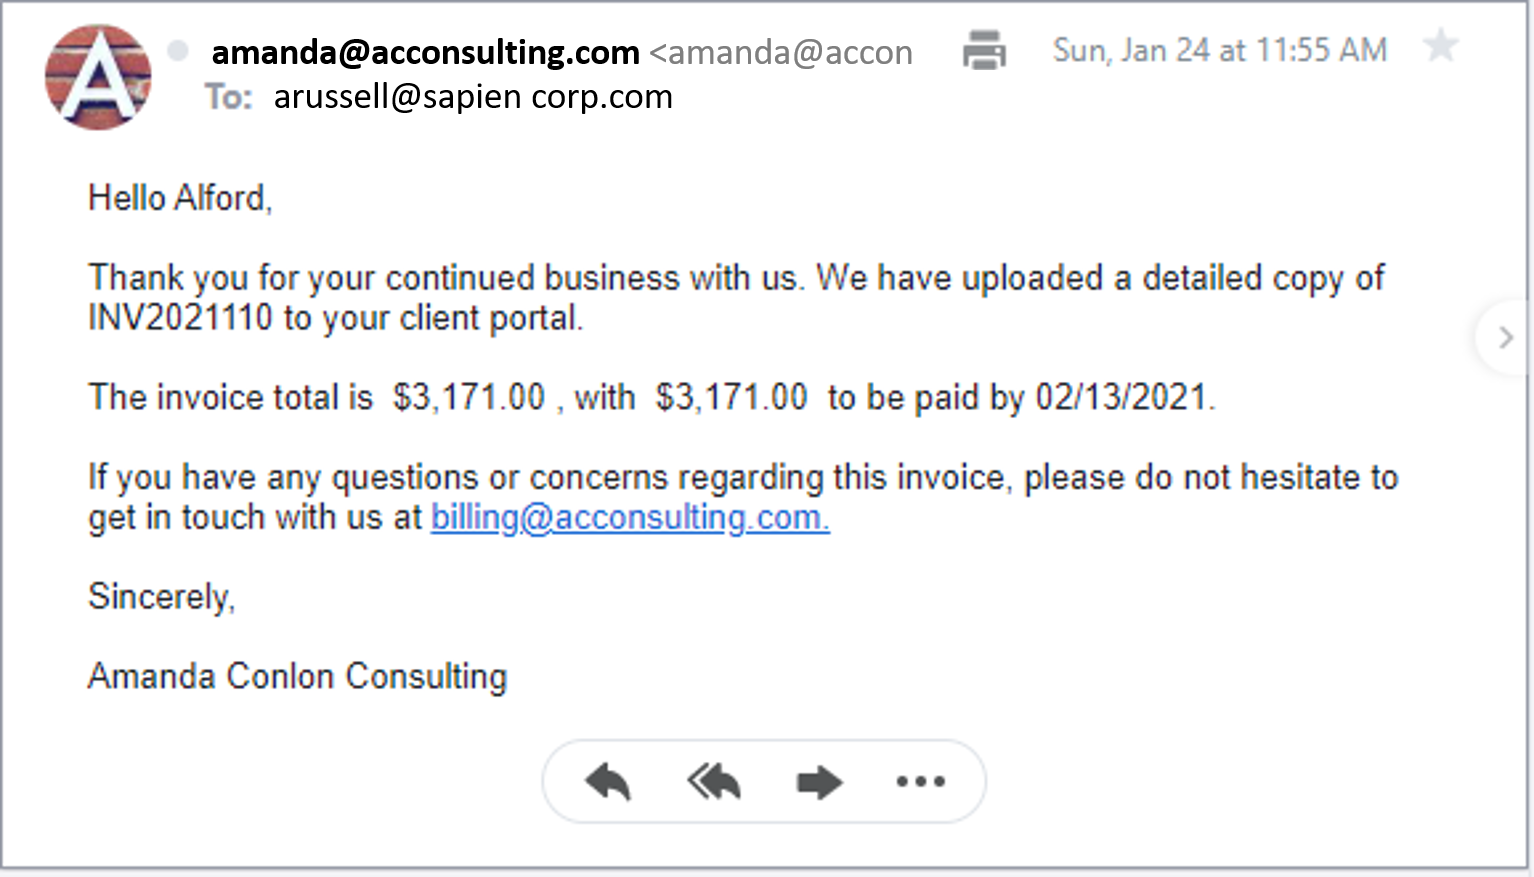 A
amanda@acconsulting.com <amanda@accon
Sun, Jan 24 at 11:55 AM
To: arussell@sapien corp.com
Hello Alford,
Thank you for your continued business with us. We have uploaded a detailed copy of
INV2021110 to your client portal.
The invoice total is $3,171.00 , with $3,171.00 to be paid by 02/13/2021.
If you have any questions or concerns regarding this invoice, please do not hesitate to
get in touch with us at billing@acconsulting.com.
Sincerely,
Amanda Conlon Consulting